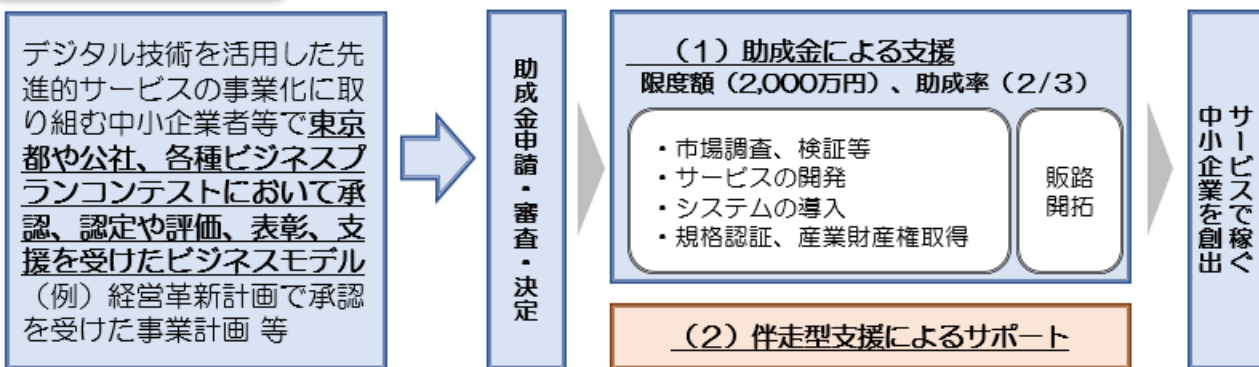 デジタル技術を活用した先
進的サービスの事業化に取
り組む中小企業者等で東京
都や公社、各種ビジネスプ
ランコンテストにおいて承
認、認定や評価、表彰、支
援を受けたビジネスモデル
（例）経営革新計画で承認
を受けた事業計画 等
助成金申請・審査・決定
（1）助成金による支援
限度額（2,000万円）、助成率（2/3）
・市場調査、検証等
・サービスの開発
・システムの導入
・規格認証、産業財産権取得
販路
開拓
（2）伴走型支援によるサポート
サービスで稼ぐ
中小企業を創出